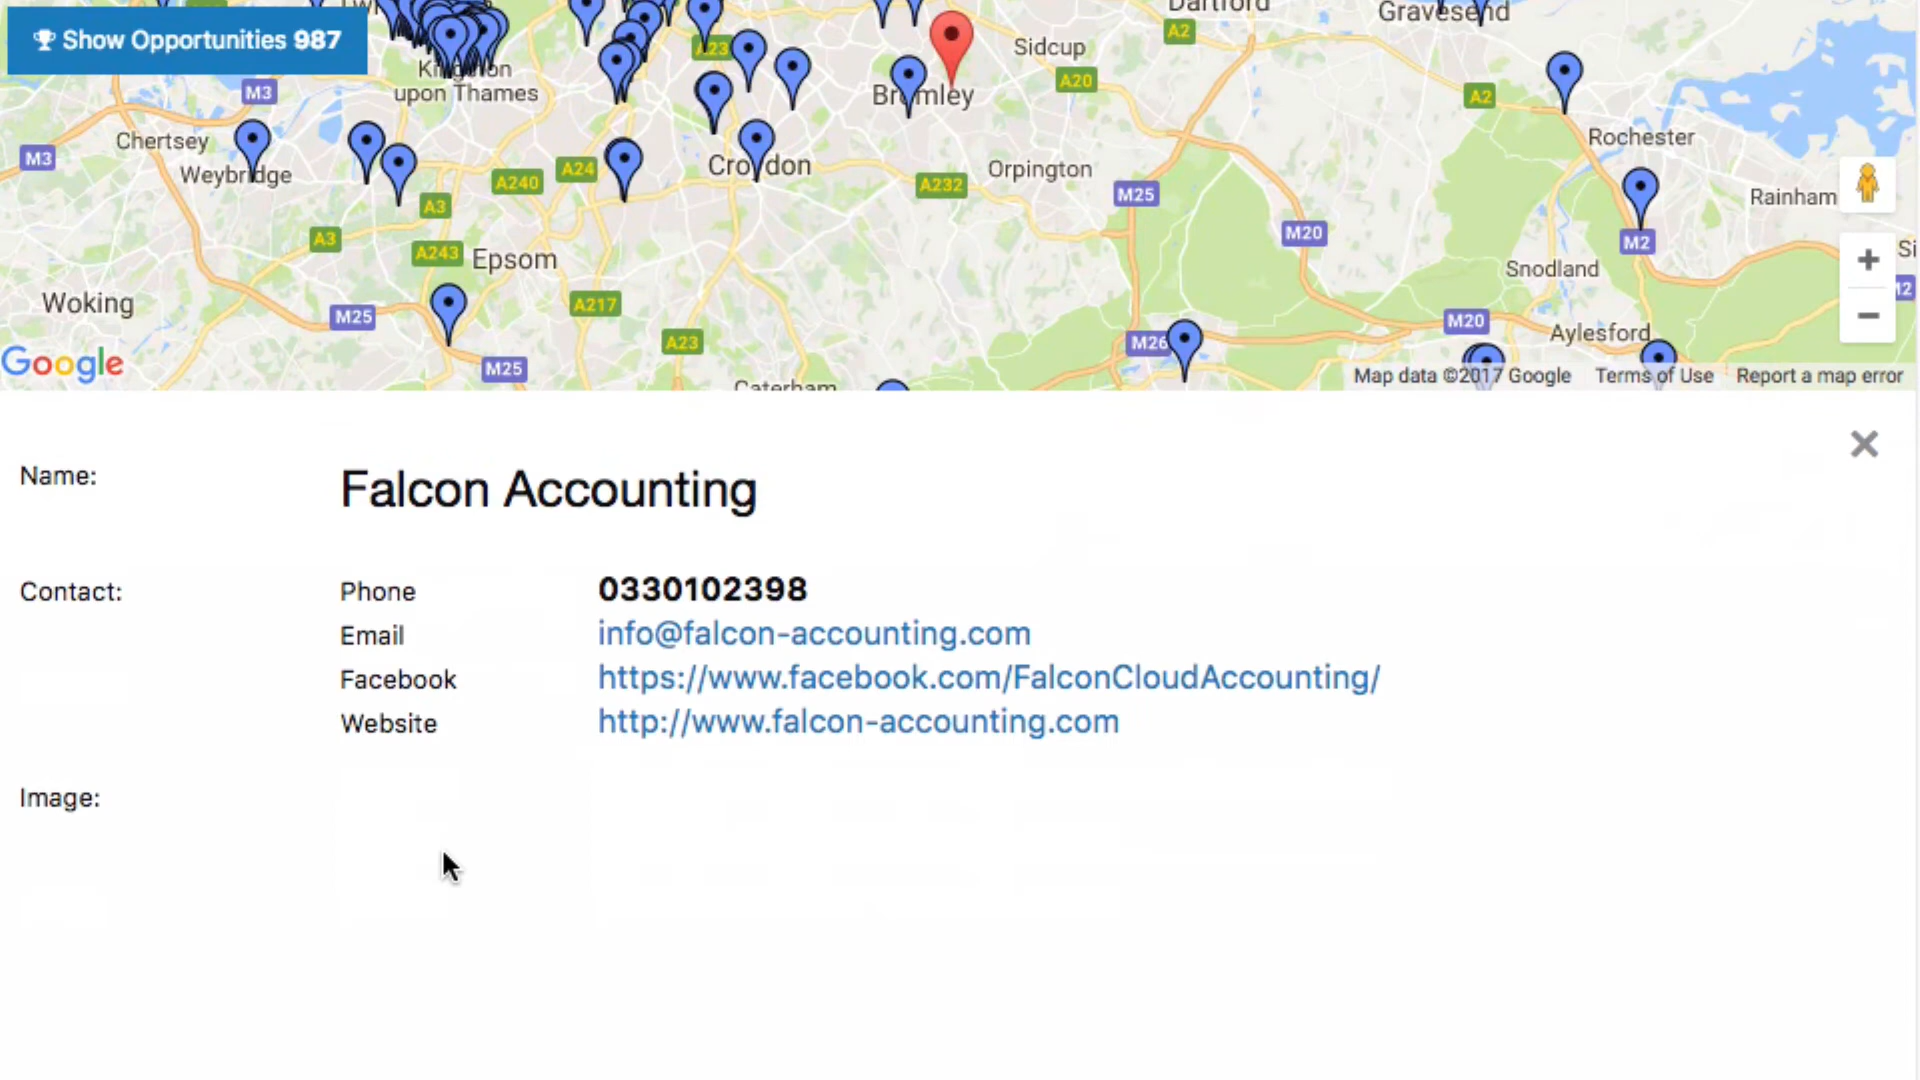 Dartford
Gravesend
Show Opportunities 987
A23
Sidcup
A2
Kingston
upon Thames
M3
Bromley
A20
A2
Chertsey
Rochester
M3
Weybridge
A24
Croydon
Orpington
A240
A232
M25
Rainham
A3
A3
M20
M2
A243
Epsom
Snodland
Woking
M25
A217
M20
Aylesford
A23
M26
Google
M25
Caterham
Map data ©2017 Google
Terms of Use
Report a map error
Name:
Falcon Accounting
Contact:
Phone
0330102398
Email
info@falcon-accounting.com
Facebook
https://www.facebook.com/FalconCloudAccounting/
Website
http://www.falcon-accounting.com
Image: